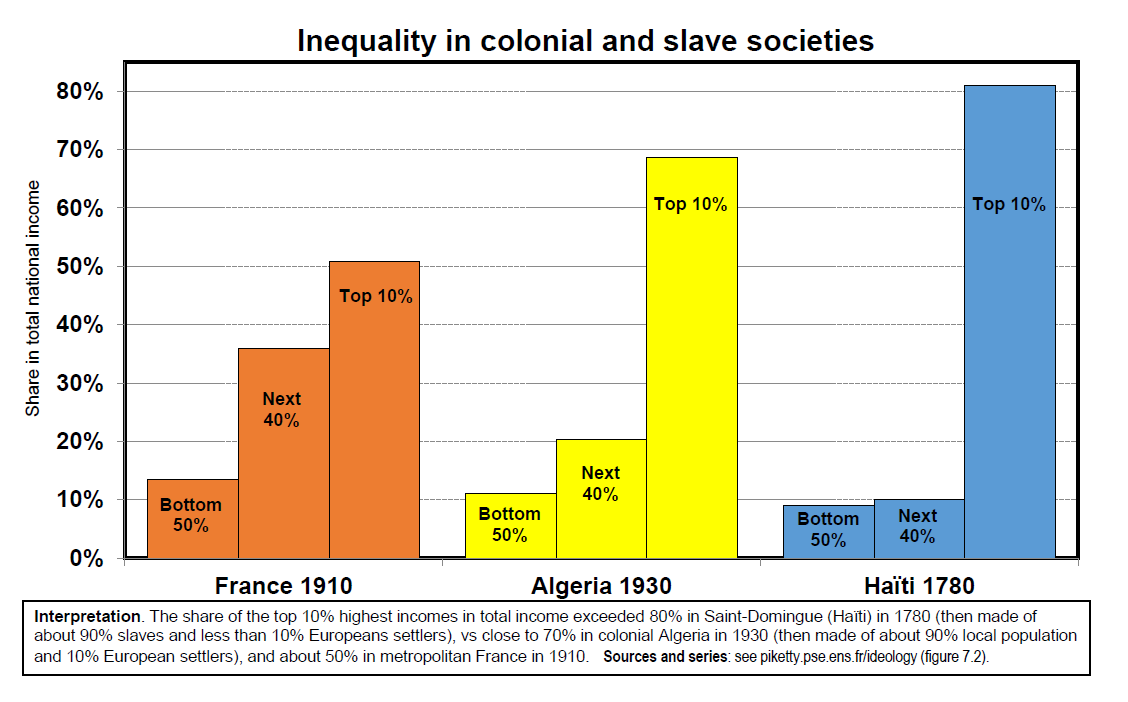 Inequality in colonial and slave societies
Share in total national income
80%
70%
60%
50%
40%
30%
20%
10%
0%
Bottom
50%
Next
40%
Top 10%
Bottom
50%
Next
40%
Top 10%
Bottom
50%
Next
40%
Top 10%
France 1910
Algeria 1930
Haïti 1780
Interpretation. The share of the top 10% highest incomes in total income exceeded 80% in Saint-Domingue (Haïti) in 1780 (then made of
about 90% slaves and less than 10% Europeans settlers), vs close to 70% in colonial Algeria in 1930 (then made of about 90% local population
and 10% European settlers), and about 50% in metropolitan France in 1910. Sources and series: see piketty.pse.ens.fr/ideology (figure 7.2).